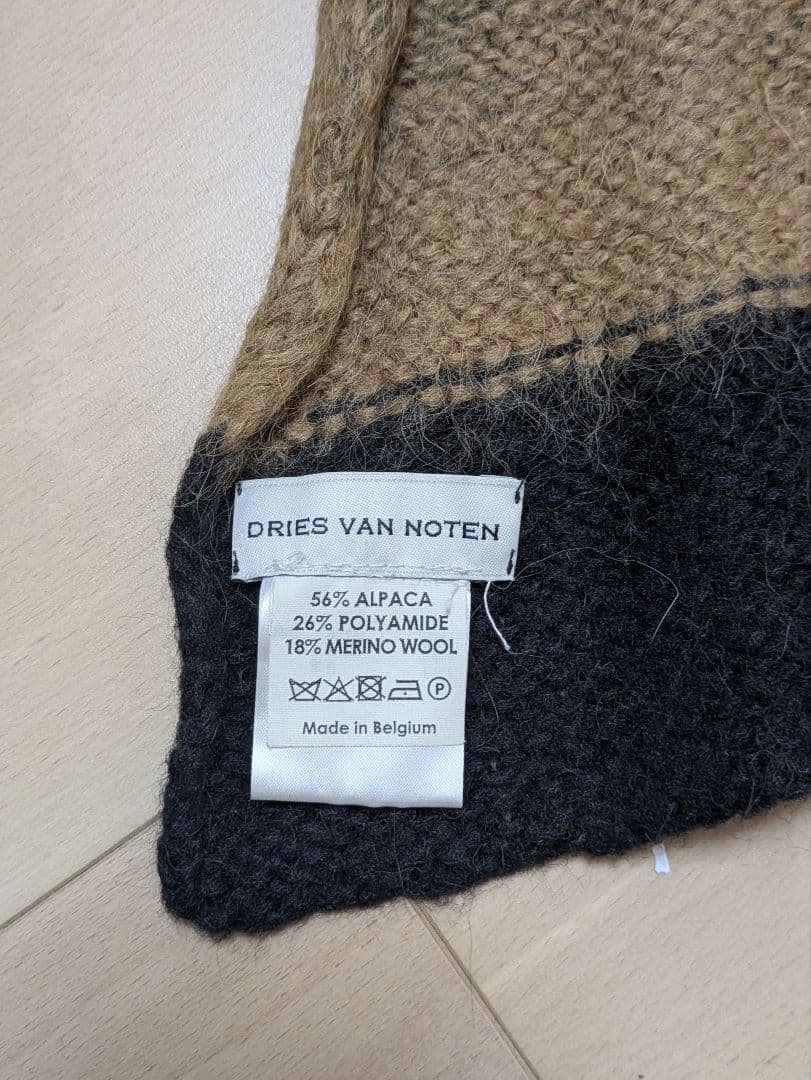 DRIES VAN NOTEN
56% ALPACA
26% POLYAMIDE
18% MERINO WOOL
P
Made in Belgium